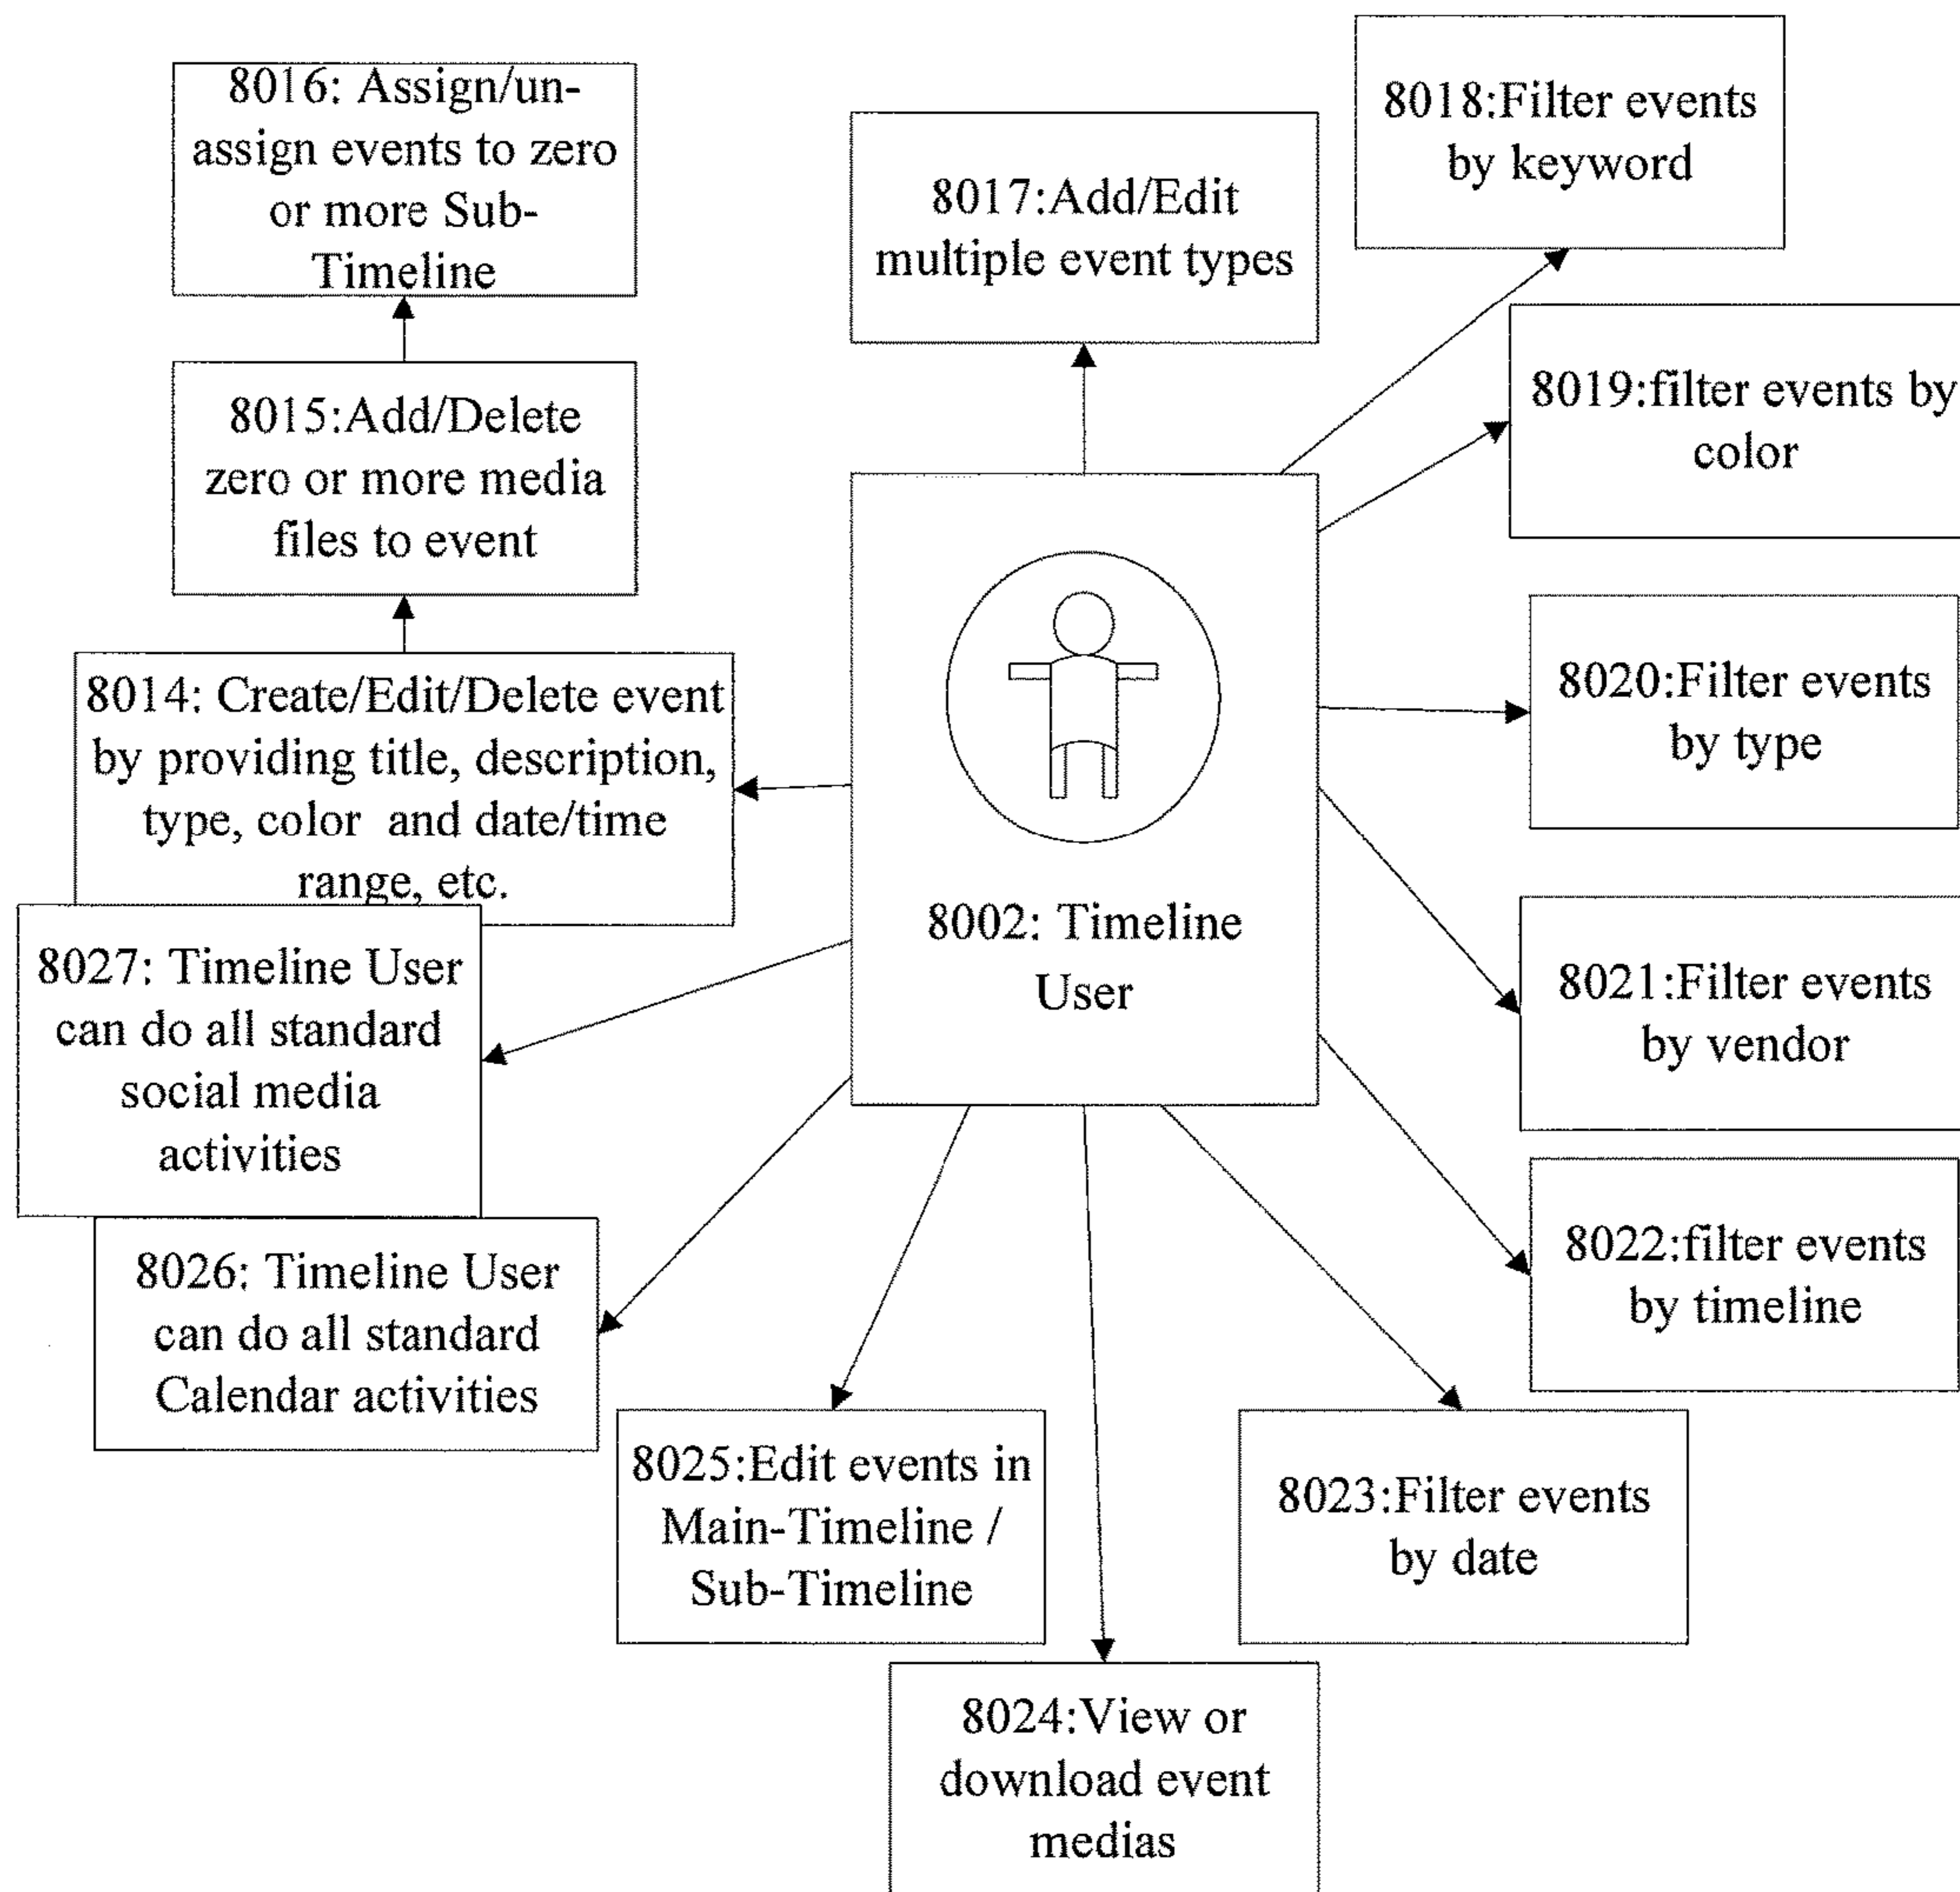 8016: Assign/un-
assign events to zero
or more Sub-
Timeline
8017:Add/Edit
multiple event types
8018:Filter events
by keyword
8015:Add/Delete
zero or more media
files to event
8019:filter events by
color
8014: Create/Edit/Delete event
by providing title, description,
type, color and date/time
range, etc.
8020:Filter events
by type
8002: Timeline
User
8027: Timeline User
can do all standard
social media
activities
8021:Filter events
by vendor
8026: Timeline User
can do all standard
Calendar activities
8022:filter events
by timeline
8025:Edit events in
Main-Timeline /
Sub-Timeline
8023:Filter events
by date
8024:View or
download event
medias